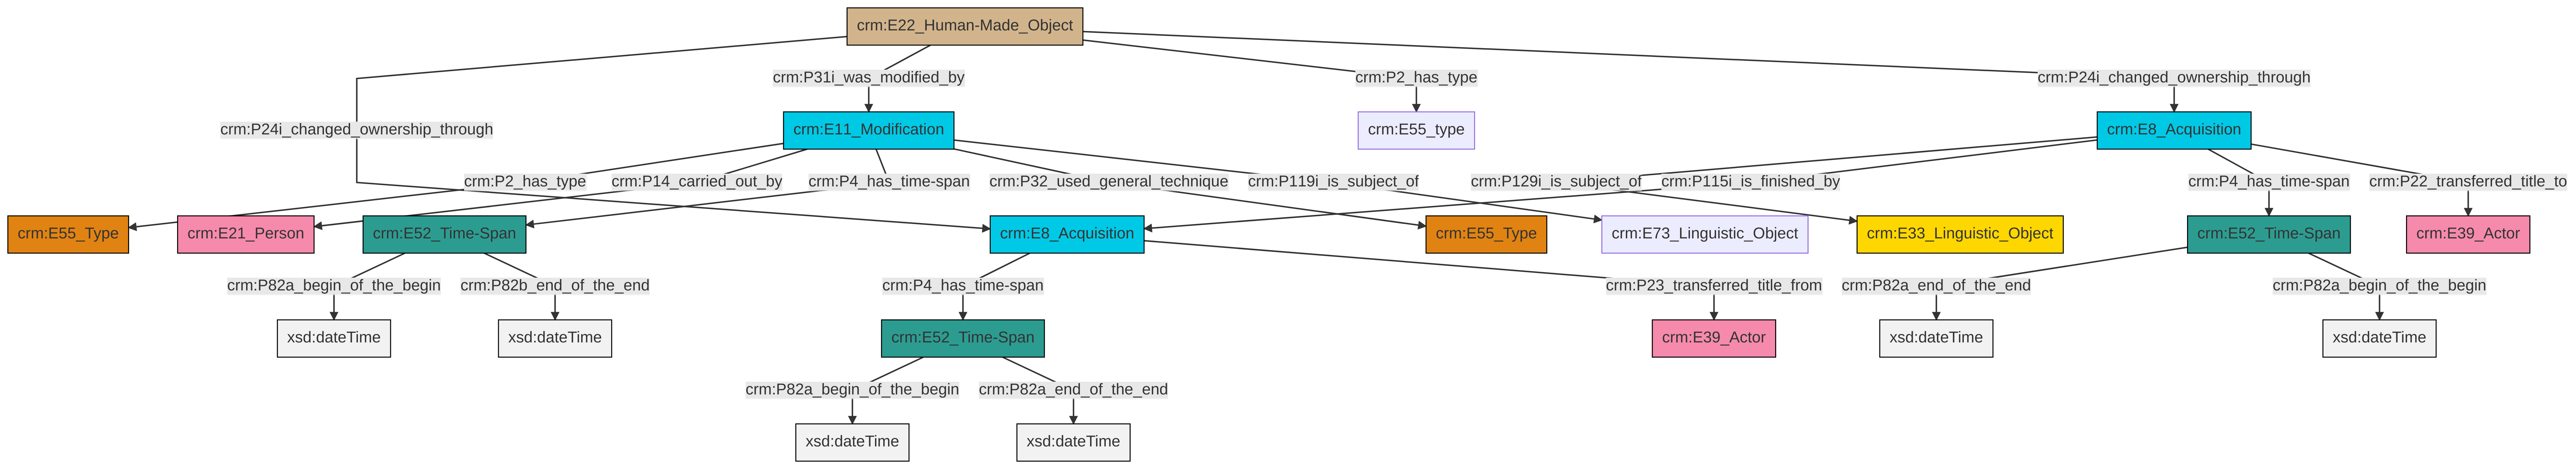 crm:E22_Human-Made_Object
crm:P31i_was_modified_by
crm:P2_has_type
crm:P24i_changed_ownership_through
crm:P24i_changed_ownership_through
crm:E11_Modification
crm:E55_type
crm:E8_Acquisition
crm:P2_has_type
crm:P14_carried_out_by
crm:P4_has_time-span
crm:P32_used_general_technique
crm:P119i_is_subject_of
crm:P129i_is_subject_of
crm:P115i_is_finished_by
crm:P4_has_time-span
crm:P22_transferred_title_to
crm:E55_Type
crm:E21_Person
crm:E52_Time-Span
crm:E8_Acquisition
crm:E55_Type
crm:E73_Linguistic_Object
crm:E33_Linguistic_Object
crm:E52_Time-Span
crm:E39_Actor
crm:P82a_begin_of_the_begin
crm:P82b_end_of_the_end
crm:P4_has_time-span
crm:P23_transferred_title_from
crm:P82a_end_of_the_end
crm:P82a_begin_of_the_begin
xsd:dateTime
xsd:dateTime
crm:E52_Time-Span
crm:E39_Actor
xsd:dateTime
xsd:dateTime
crm:P82a_begin_of_the_begin
crm:P82a_end_of_the_end
xsd:dateTime
xsd:dateTime